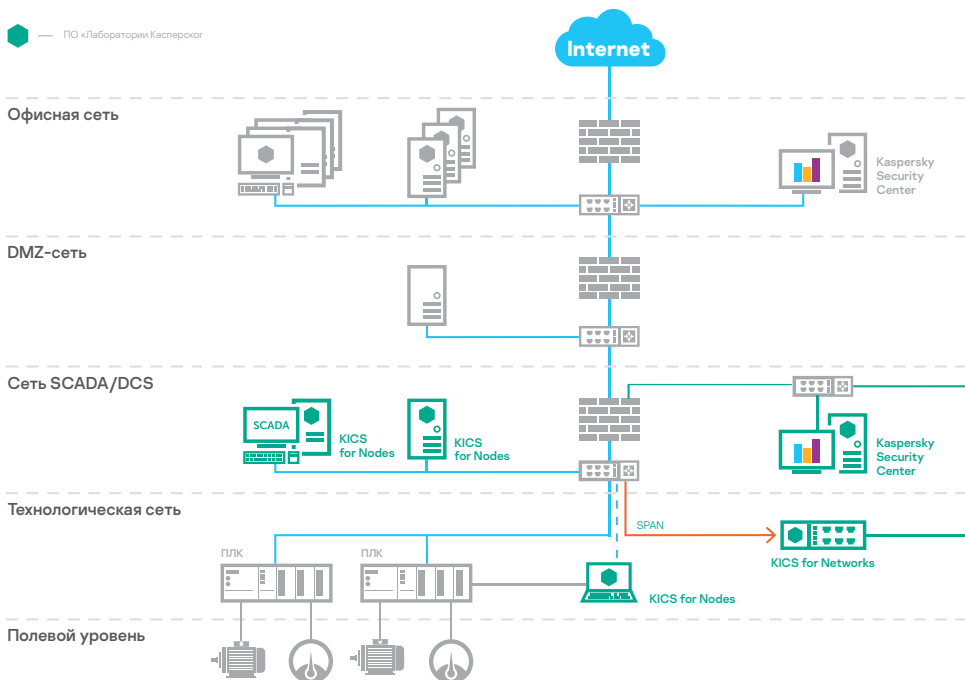 ПО «Лаборатории Касперског
Internet
Офисная сеть
Kaspersky
Security
Center
DMZ-сеть
Сеть SCADA/DCS
SCADA
KICS
for Nodes
KICS
for Nodes
Kaspersky
Security
Center
Технологическая сеть
SPAN
ПЛК
ПЛК
KICS for Networks
KICS for Nodes
Полевой уровень